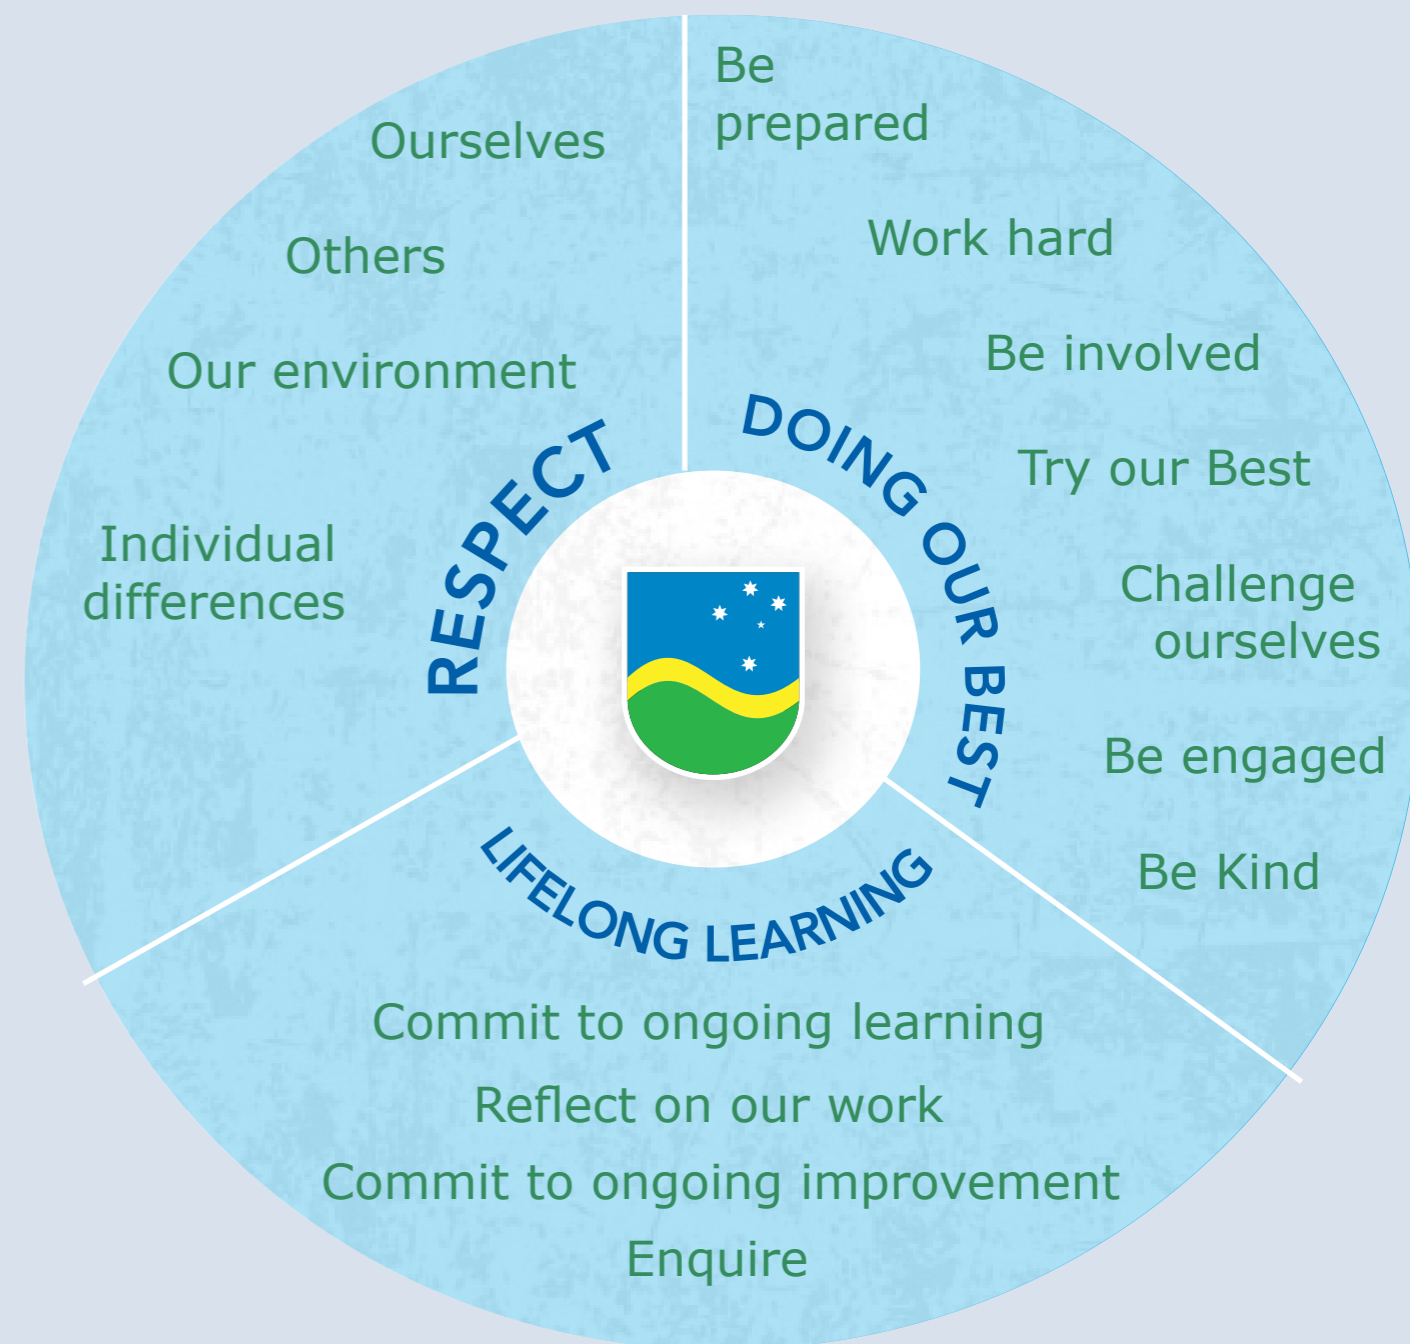 RESPECT
Ourselves
Others
Our environment
Individual
differences
DOING OUR BEST
Be
prepared
Work hard
Be involved
Try our Best
Challenge
ourselves
Be engaged
Be Kind
LIFELONG LEARNING
Commit to ongoing learning
Reflect on our work
Commit to ongoing improvement
Enquire